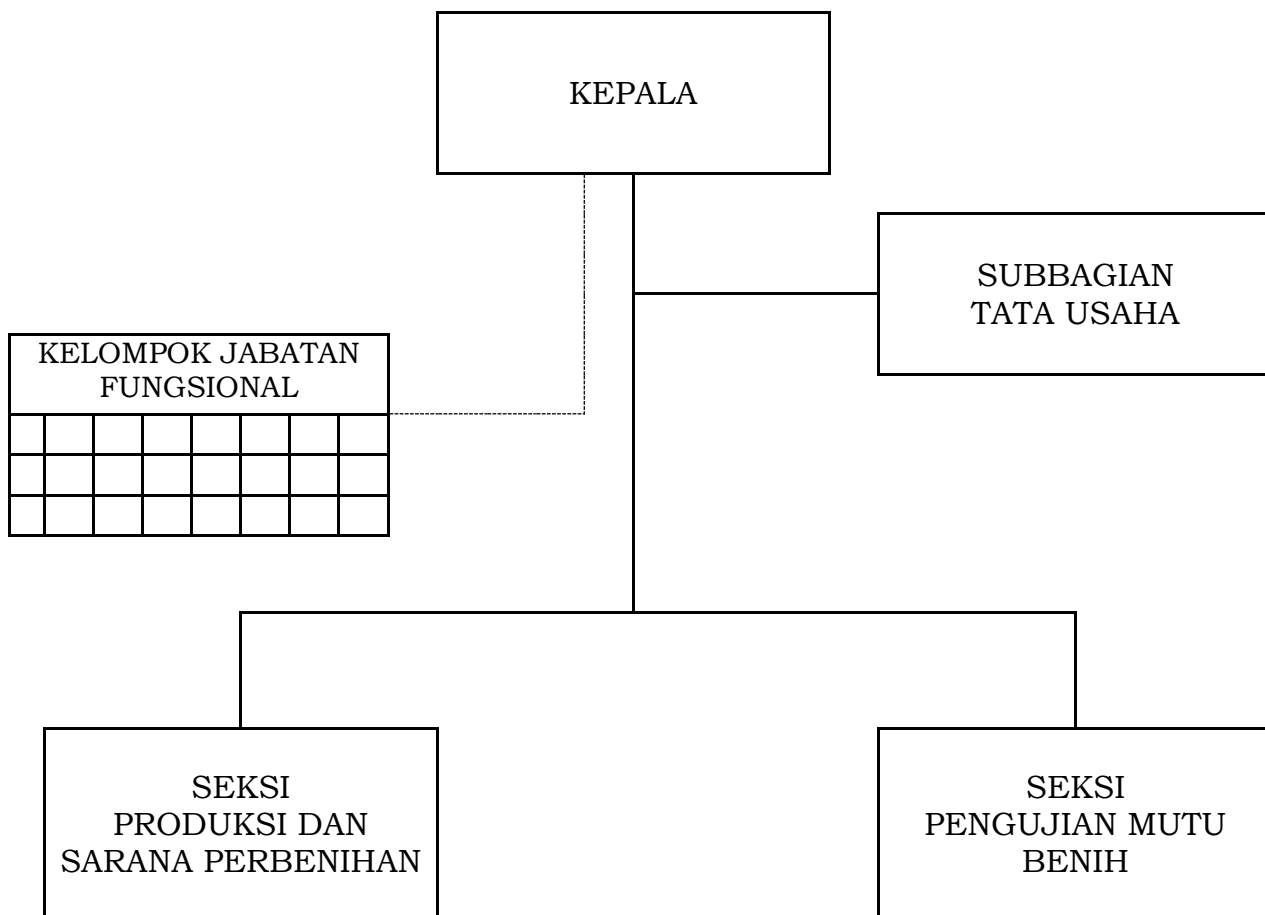 KEPALA
SUBBAGIAN
TATA USAHA
KELOMPOK JABATAN
FUNGSIONAL
SEKSI
PRODUKSI DAN
SARANA PERBENIHAN
SEKSI
PENGUJIAN MUTU
BENIH